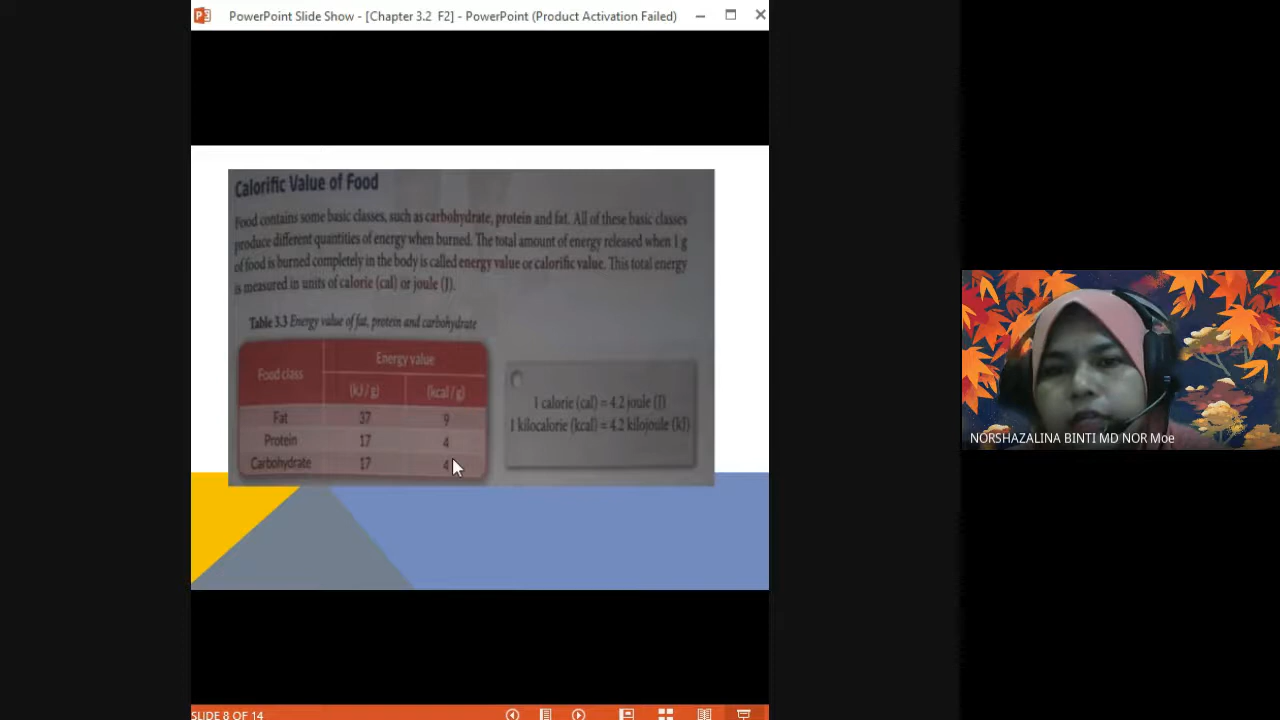 PowerPoint Slide Show - [Chapter 3.2 F2] - PowerPoint (Product Activation Failed)
Calorific Value of Food
Food contains some basic classes, such as carbohydrate, protein and fat. All of these basic classes
produce different quantities of energy when burned. The total amount of energy released when 1 g
of food is burned completely in the body is called energy value or calorific value. This total energy
is measured in units of calorie (cal) or joule (J).
Table 3.3 Energy value of fat, protein and carbohydrate
Food class Energy value
(kJ / g) (kcal / g)
Fat 37 9
Protein 17 4
Carbohydrate 17 4
1 calorie (cal) = 4.2 joule (J)
1 kilocalorie (kcal) = 4.2 kilojoule (kJ)
NORSHAZALINA BINTI MD NOR Moe
SLIDE 8 OF 14